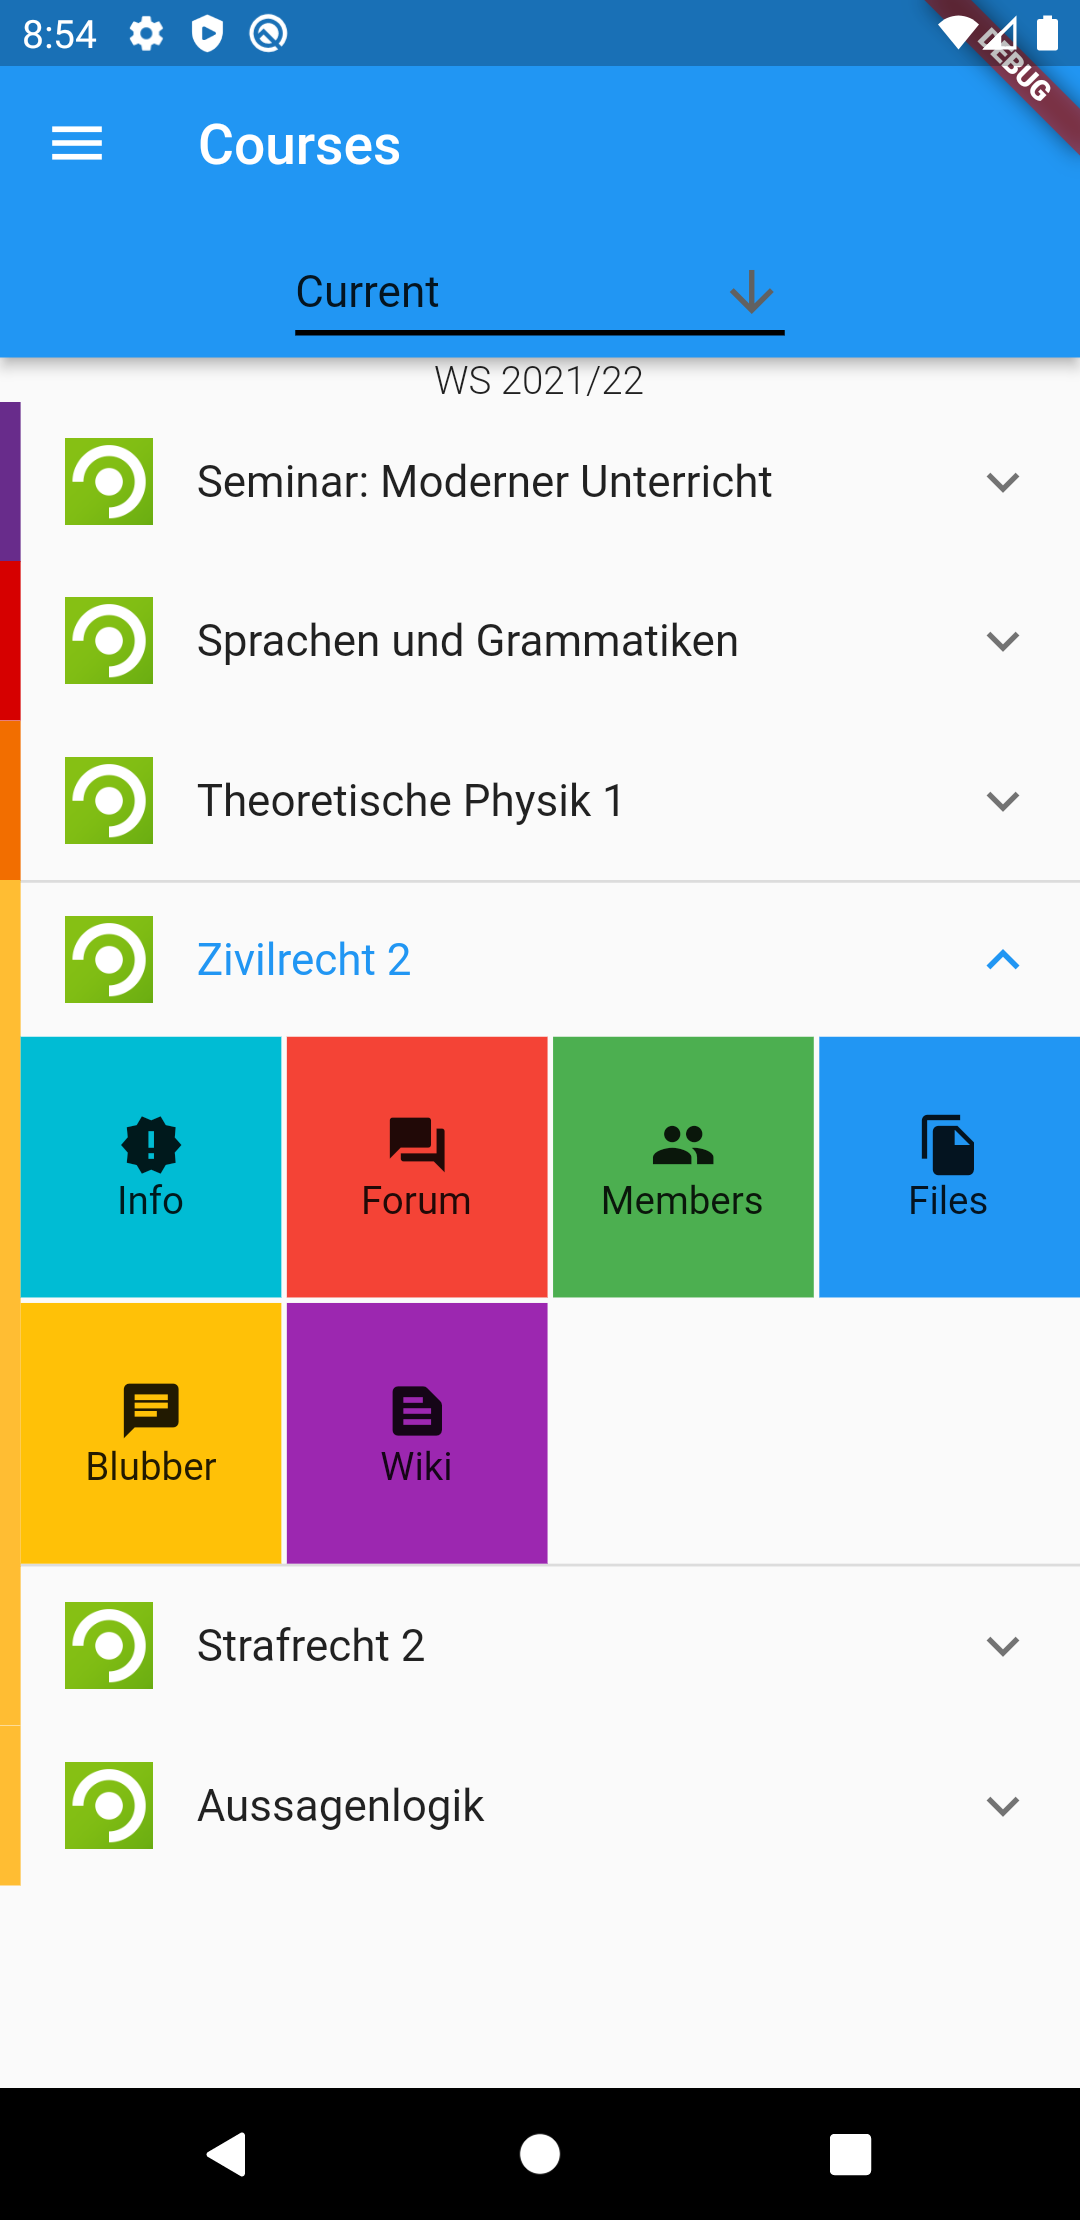 8:54
DEBUG
Courses
Current
WS 2021/22
Seminar: Moderner Unterricht
Sprachen und Grammatiken
Theoretische Physik 1
Zivilrecht 2
Info Forum Members Files
Blubber Wiki
Strafrecht 2
Aussagenlogik